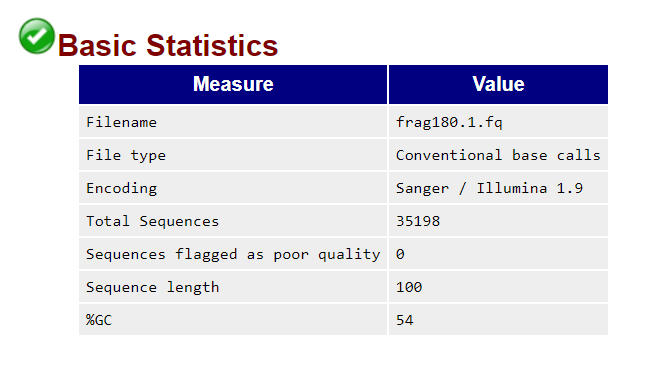 Basic Statistics
Measure Value
Filename frag180.1.fq
File type Conventional base calls
Encoding Sanger / Illumina 1.9
Total Sequences 35198
Sequences flagged as poor quality 0
Sequence length 100
%GC 54